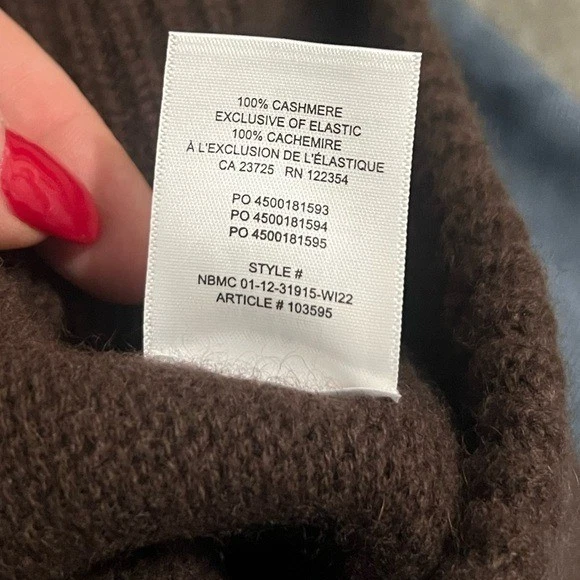 100% CASHMERE
EXCLUSIVE OF ELASTIC
100% CACHEMIRE
À L'EXCLUSION DE L'ÉLASTIQUE
CA 23725 RN 122354
PO 4500181593
PO 4500181594
PO 4500181595
STYLE #
NBMC 01-12-31915-WI22
ARTICLE # 103595